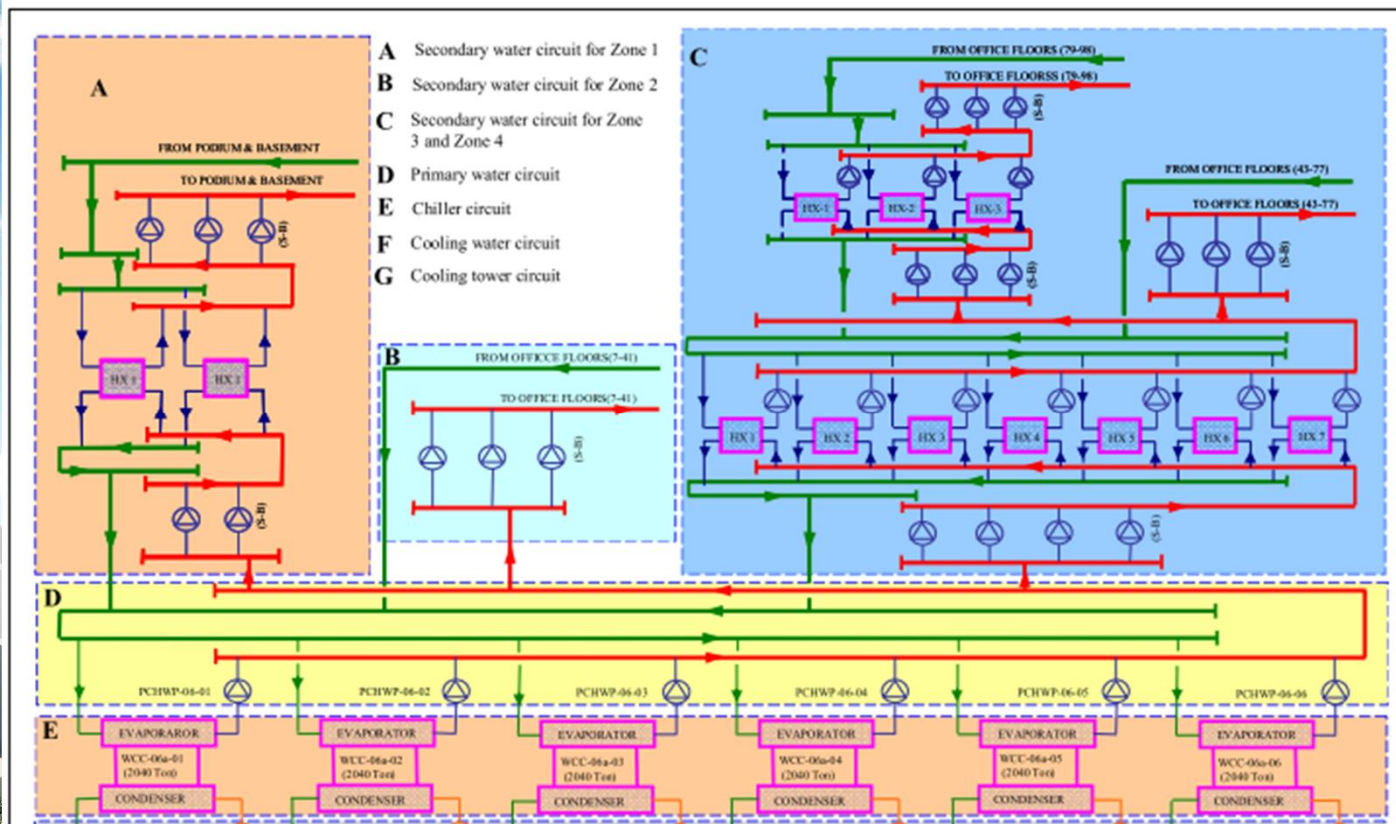 A
FROM PODIUM & BASEMENT
TO PODIUM & BASEMENT
(S-B)
HX 1
HX 1
(S-B)
A Secondary water circuit for Zone 1
B Secondary water circuit for Zone 2
C Secondary water circuit for Zone
3 and Zone 4
D Primary water circuit
E Chiller circuit
F Cooling water circuit
G Cooling tower circuit
B
FROM OFFICCE FLOORS(7-41)
TO OFFICE FLOORS(7-41)
(S-B)
C
FROM OFFICE FLOORS (79-98)
TO OFFICE FLOORSS (79-98)
(S-B)
HX-1 HX-2 HX-3
(S-B)
FROM OFFICE FLOORS (43-77)
TO OFFICE FLOORS (43-77)
(S-B)
HX 1 HX 2 HX 3 HX 4 HX 5 HX 6 HX 7
(S-B)
D
PCHWP-06-01 PCHWP-06-02 PCHWP-06-03 PCHWP-06-04 PCHWP-06-05 PCHWP-06-06
E
EVAPORAROR EVAPORATOR EVAPORATOR EVAPORATOR EVAPORATOR EVAPORATOR
WCC-06a-01 WCC-06a-02 WCC-06a-03 WCC-06a-04 WCC-06a-05 WCC-06a-06
(2040 Ton) (2040 Ton) (2040 Ton) (2040 Ton) (2040 Ton) (2040 Ton)
CONDENSER CONDENSER CONDENSER CONDENSER CONDENSER CONDENSER